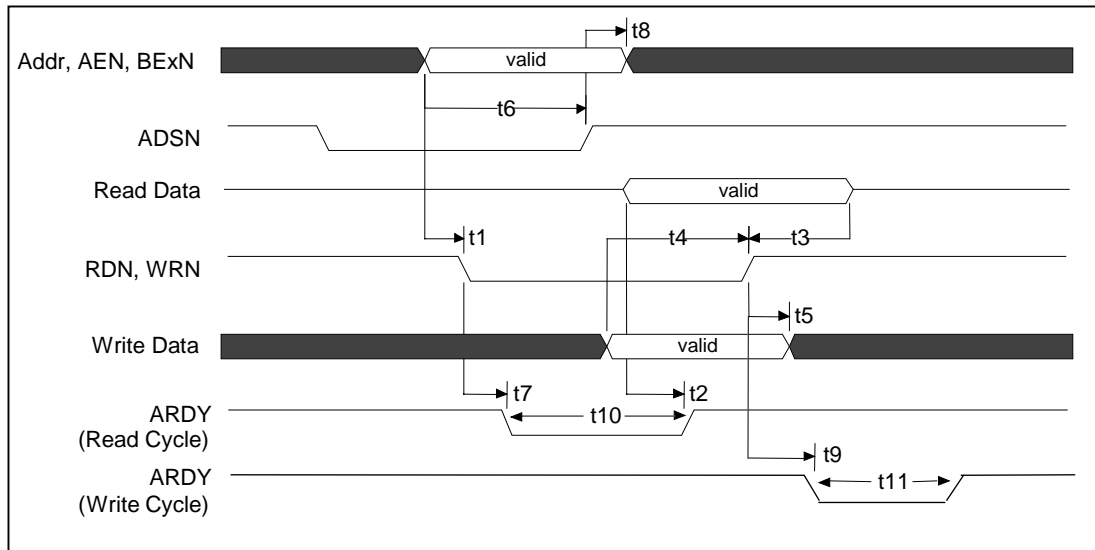 t8
Addr, AEN, BExN
valid
t6
ADSN
Read Data
valid
t1
t4
t3
RDN, WRN
t5
Write Data
valid
t7
t2
ARDY
t10
(Read Cycle)
t9
ARDY
t11
(Write Cycle)